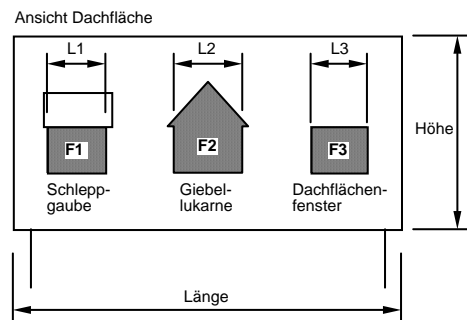 Ansicht Dachfläche
L1
L2
L3
Höhe
F1
F2
F3
Schlepp-
gaube
Giebel-
lukarne
Dachflächen-
fenster
Länge